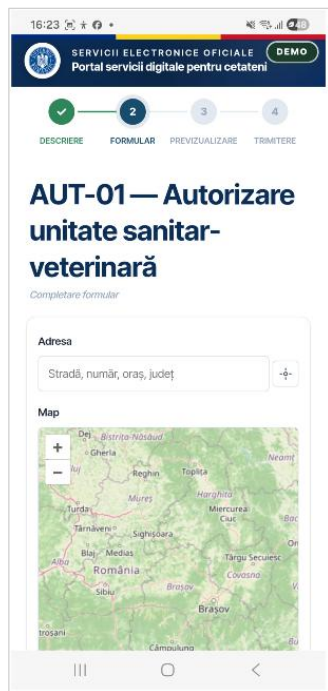 16:23
SERVICII ELECTRONICE OFICIALE
DEMO
Portal servicii digitale pentru cetateni
2
3
4
DESCRIERE
FORMULAR
PREVIZUALIZARE
TRIMITERE
AUT-01 — Autorizare
unitate sanitar-
veterinară
Completare formular
Adresa
Stradă, număr, oraș, județ
Map
+
−
Dej
Bistrița-Năsăud
Gherla
Neamț
Reghin
Toplița
Mureș
Harghita
Turda
Miercurea
Ciuc
Târnăveni
Sighișoara
Blaj
Mediaș
Târgu Secuiesc
Alba
România
Covasna
Sibiu
Brașov
Brașov
Câmpulung